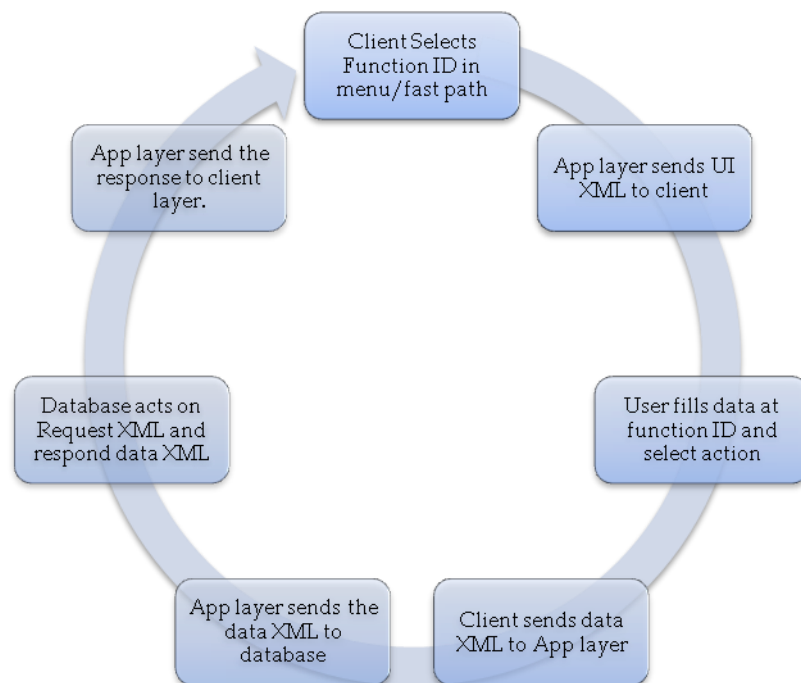 Client Selects
Function ID in
menu/fast path
App layer sends UI
XML to client
User fills data at
function ID and
select action
Client sends data
XML to App layer
App layer sends the
data XML to
database
Database acts on
Request XML and
respond data XML
App layer send the
response to client
layer.